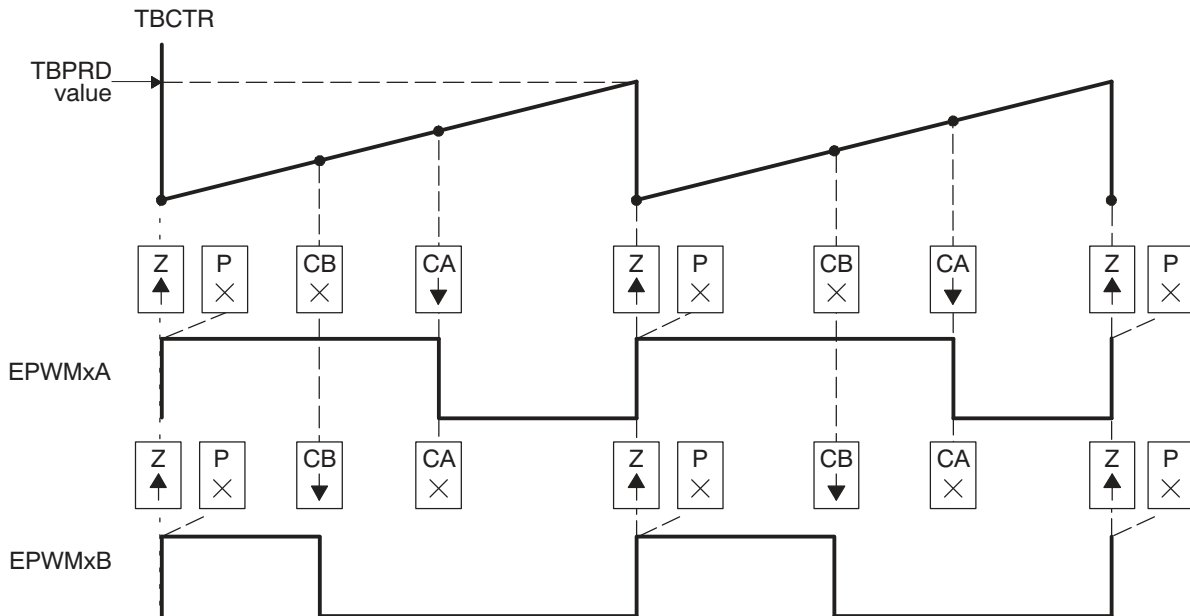 TBCTR
TBPRD
value
Z P CB CA Z P CB CA Z P
EPWMxA
Z P CB CA Z P CB CA Z P
EPWMxB